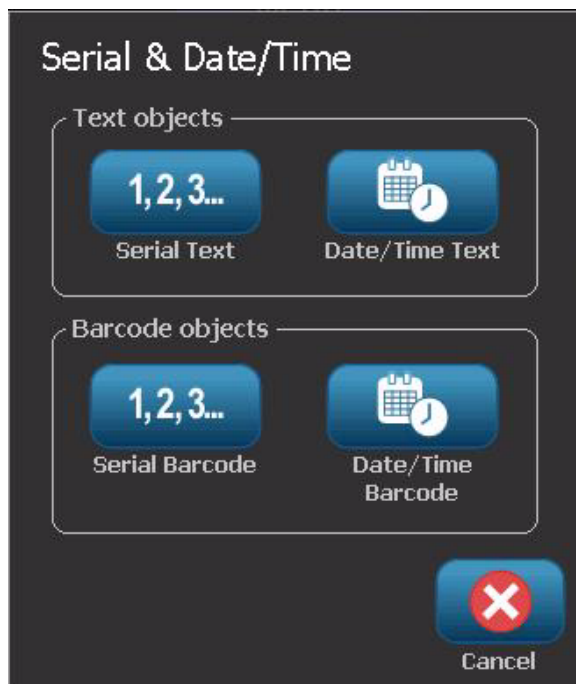 Serial & Date/Time
Text objects
1, 2, 3...
Serial Text
Date/Time Text
Barcode objects
1, 2, 3...
Serial Barcode
Date/Time
Barcode
Cancel